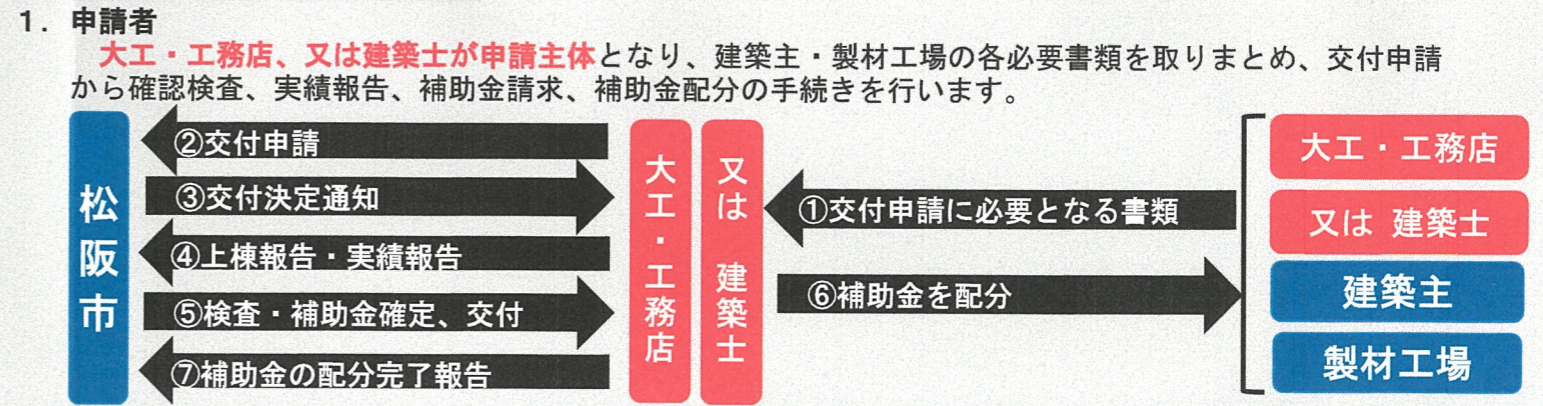 1. 申請者
大工・工務店、又は建築士が申請主体となり、建築主・製材工場の各必要書類を取りまとめ、交付申請
から確認検査、実績報告、補助金請求、補助金配分の手続きを行います。
松阪市
②交付申請
③交付決定通知
④上棟報告・実績報告
⑤検査・補助金確定、交付
⑦補助金の配分完了報告
大工・工務店
又は 建築士
①交付申請に必要となる書類
⑥補助金を配分
大工・工務店
又は 建築士
建築主
製材工場